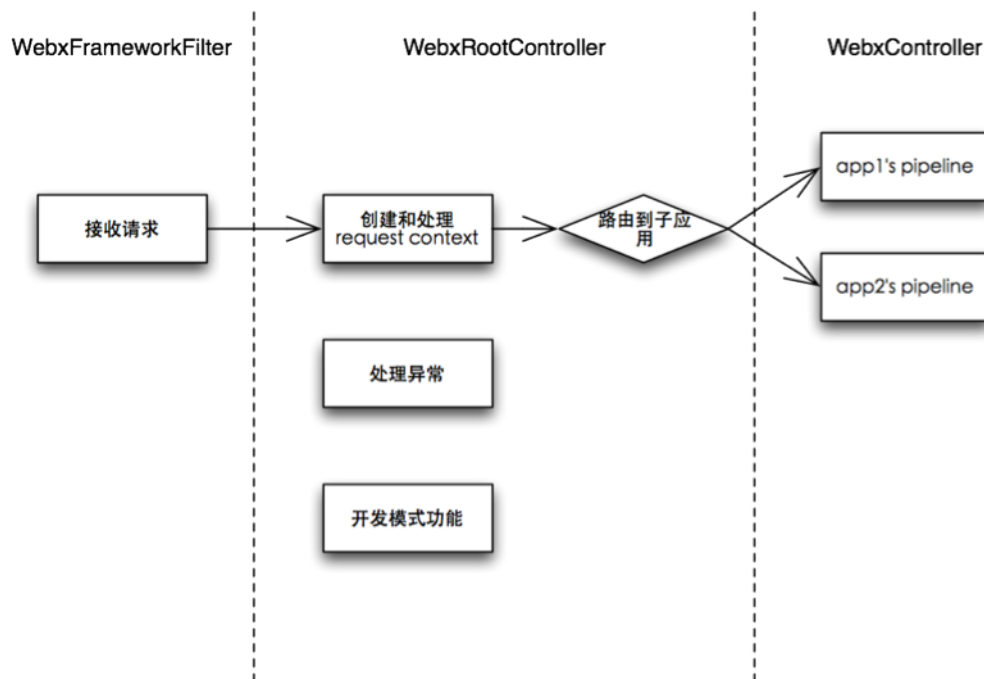 WebxFrameworkFilter
WebxRootController
WebxController
接收请求
创建和处理
request context
路由到子应
用
app1's pipeline
app2's pipeline
处理异常
开发模式功能